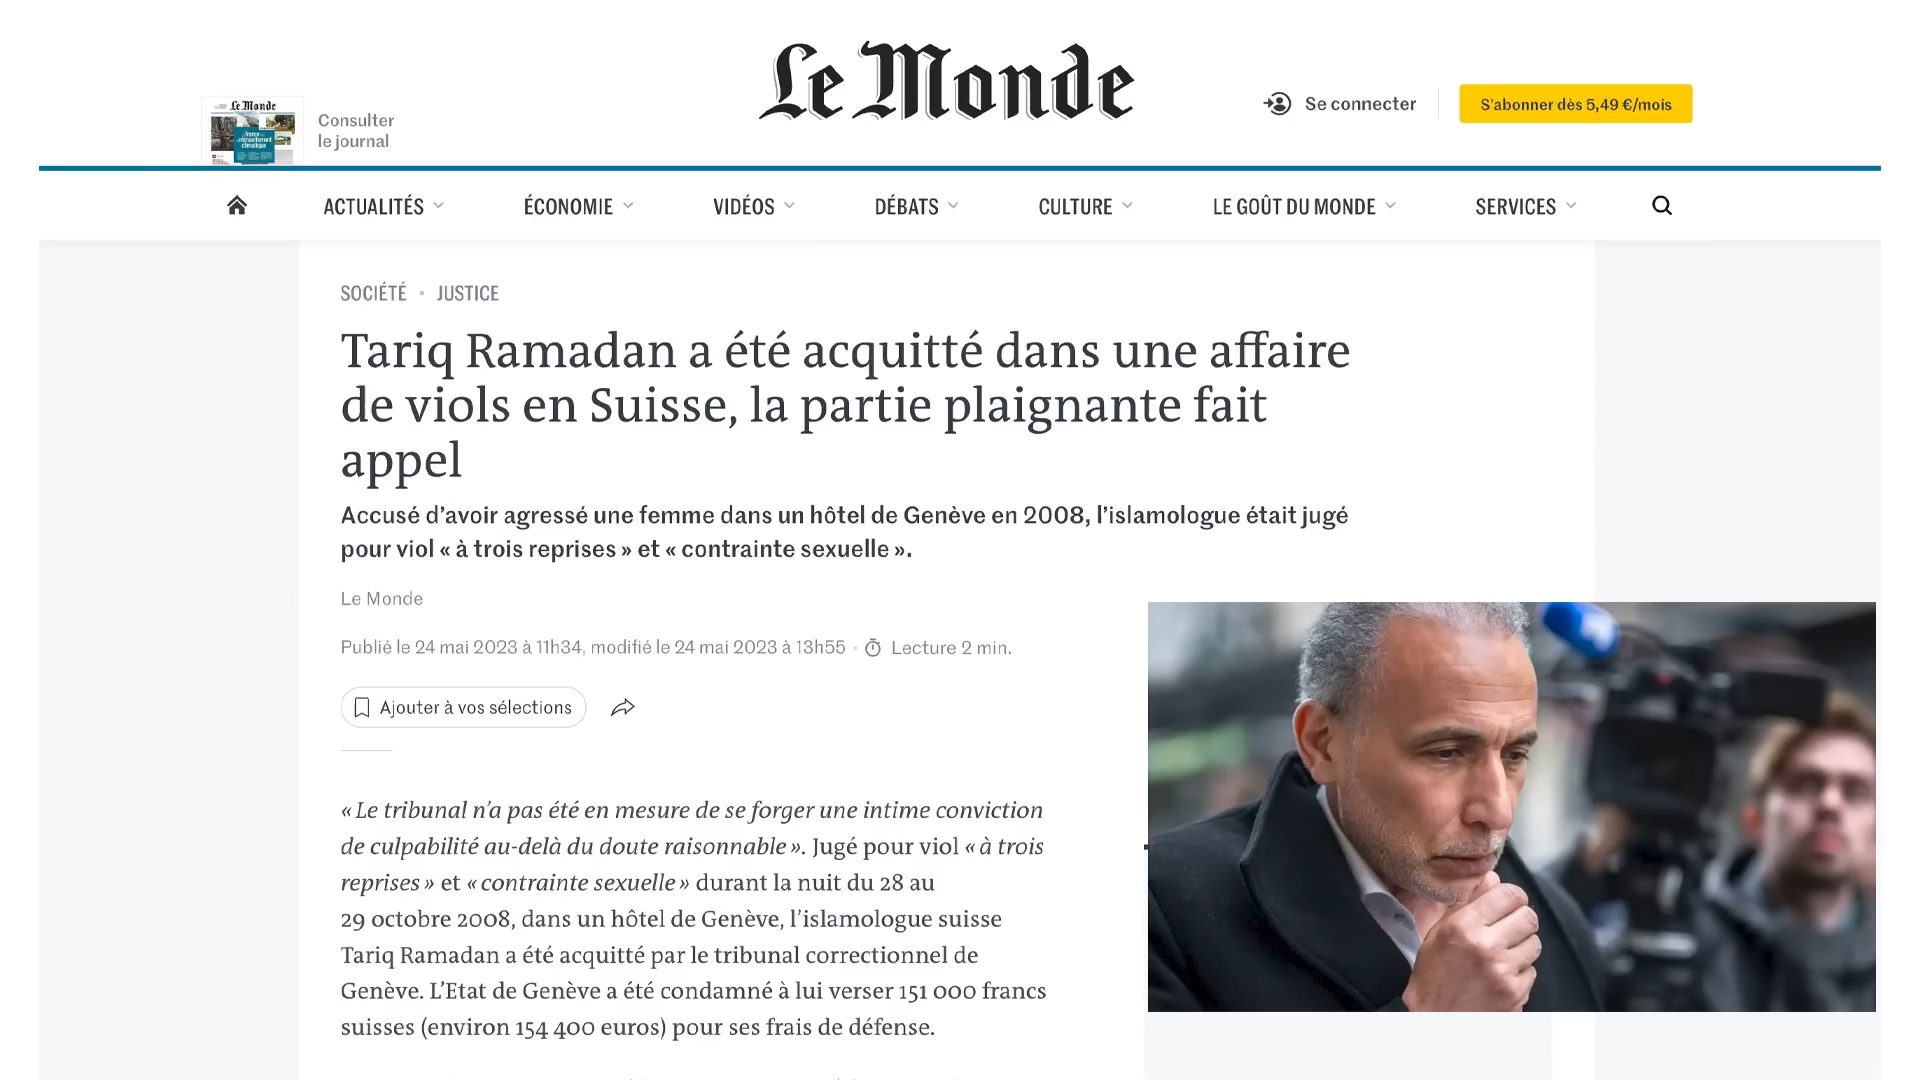 Le Monde
Le Monde
Consulter
le journal
Se connecter
S'abonner dès 5,49 €/mois
ACTUALITÉS
ÉCONOMIE
VIDÉOS
DÉBATS
CULTURE
LE GOÛT DU MONDE
SERVICES
SOCIÉTÉ • JUSTICE
Tariq Ramadan a été acquitté dans une affaire
de viols en Suisse, la partie plaignante fait
appel
Accusé d’avoir agressé une femme dans un hôtel de Genève en 2008, l’islamologue était jugé
pour viol « à trois reprises » et « contrainte sexuelle ».
Le Monde
Publié le 24 mai 2023 à 11h34, modifié le 24 mai 2023 à 13h55 • Lecture 2 min.
Ajouter à vos sélections
« Le tribunal n’a pas été en mesure de se forger une intime conviction
de culpabilité au-delà du doute raisonnable ». Jugé pour viol « à trois
reprises » et « contrainte sexuelle » durant la nuit du 28 au
29 octobre 2008, dans un hôtel de Genève, l’islamologue suisse
Tariq Ramadan a été acquitté par le tribunal correctionnel de
Genève. L’Etat de Genève a été condamné à lui verser 151 000 francs
suisses (environ 154 400 euros) pour ses frais de défense.